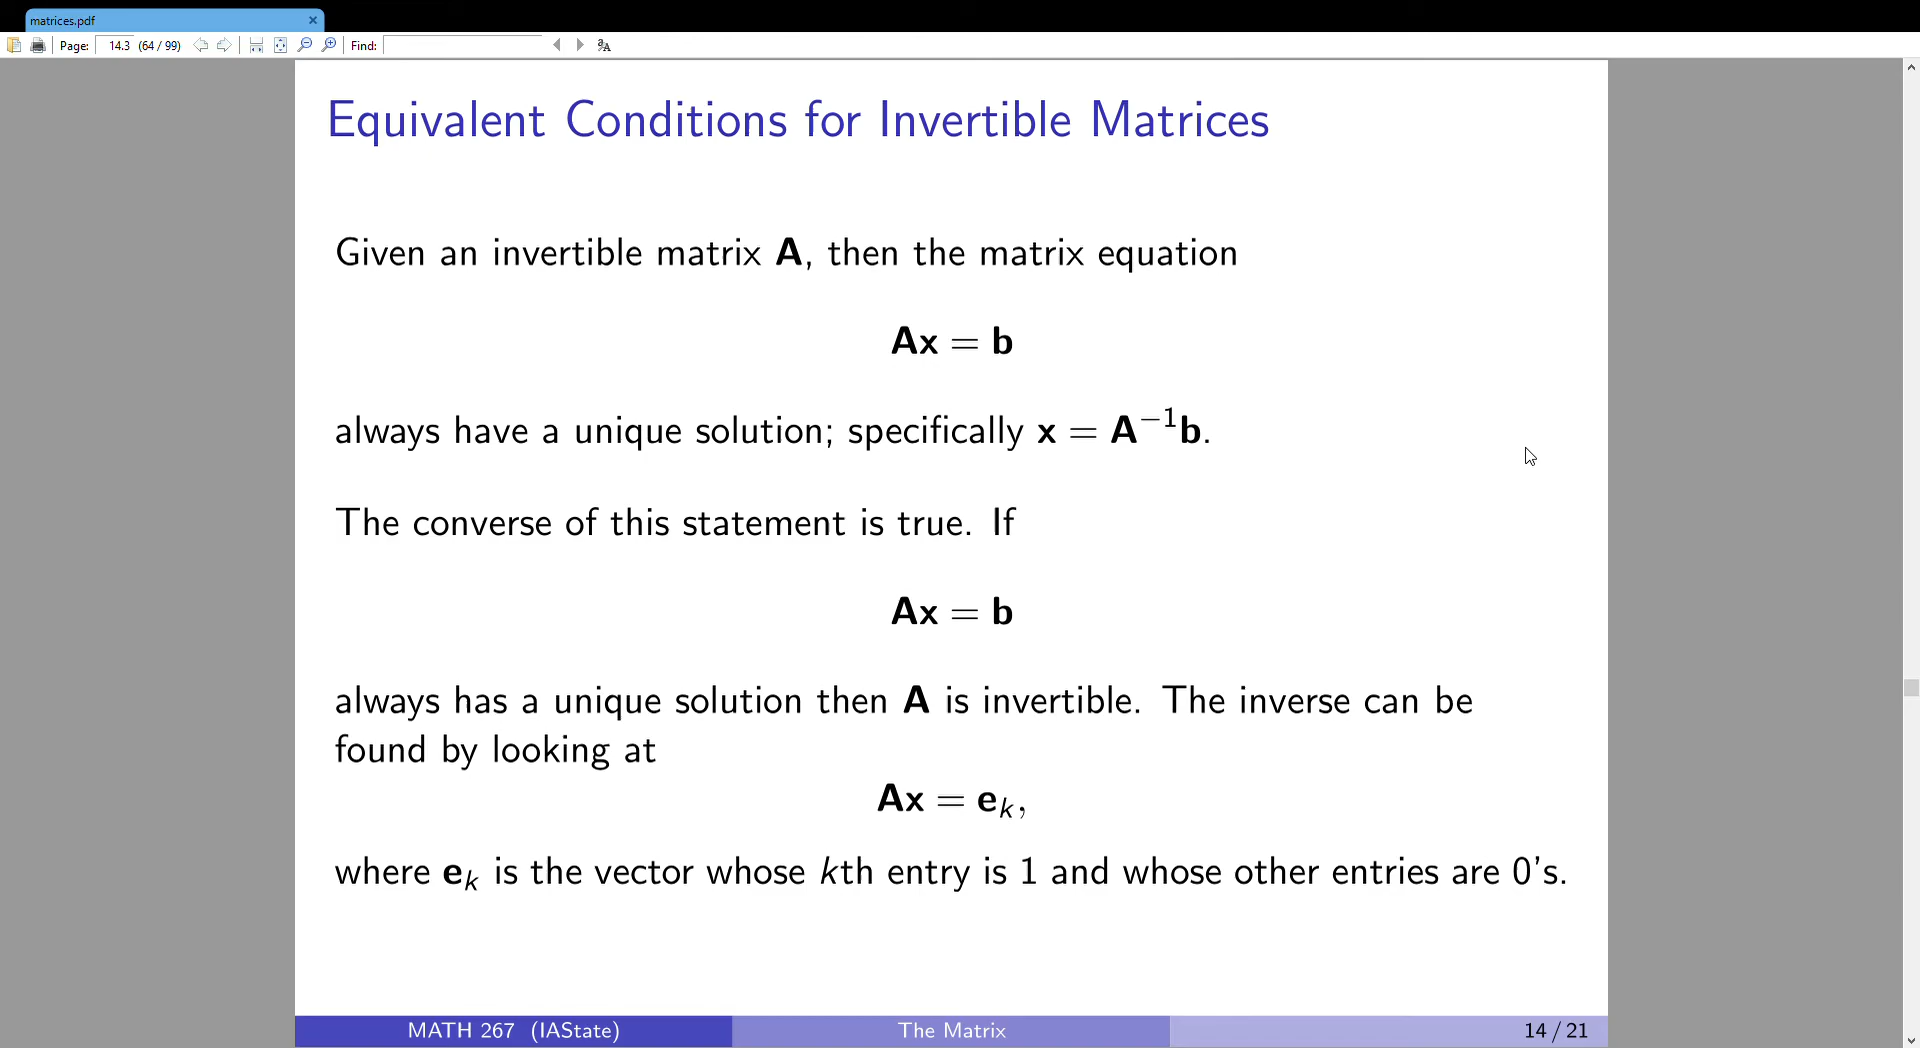 matrices.pdf
Page: 14.3 (64 / 99) Find:
Equivalent Conditions for Invertible Matrices
Given an invertible matrix A, then the matrix equation
Ax = b
always have a unique solution; specifically x = A⁻¹b.
The converse of this statement is true. If
Ax = b
always has a unique solution then A is invertible. The inverse can be
found by looking at
Ax = eₖ,
where eₖ is the vector whose kth entry is 1 and whose other entries are 0's.
MATH 267 (IAState) The Matrix 14 / 21